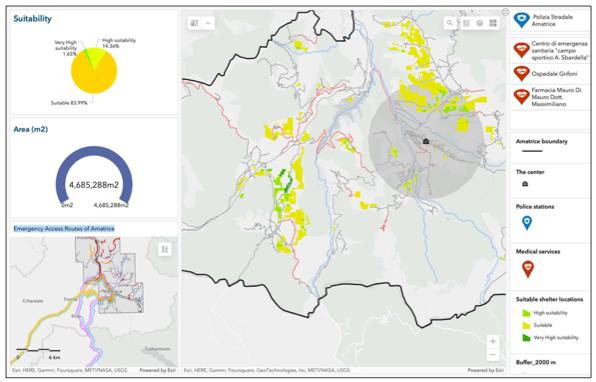 Suitability
Very High
suitability
1.65%
High suitability
14.36%
Suitable 83.99%
Area (m2)
4,685,288m2
0m2
4,685,288m2
Emergency Access Routes of Amatrice
Cittareale
0
6 km
Campotosto
Esri, HERE, Garmin, Foursquare, METI/NASA, USGS
Powered by Esri
Esri, HERE, Garmin, Foursquare, GeoTechnologies, Inc, METI/NASA, USGS
Powered by Esri
Polizia Stradale
Amatrice
Centro di emergenza
sanitaria "campo
sportivo A. Sbardella"
Ospedale Grifoni
Farmacia Mauro Di
Mauro Dott.
Massimiliano
Amatrice boundary
The center
Police stations
Medical services
Suitable shelter locations
High suitability
Suitable
Very High suitability
Buffer_2000 m